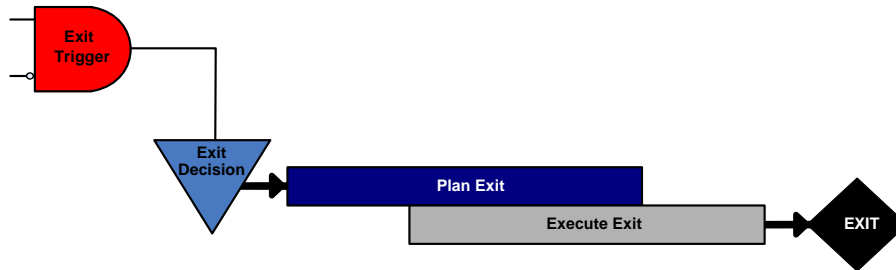 Exit
Trigger
Exit
Decision
Plan Exit
Execute Exit
EXIT